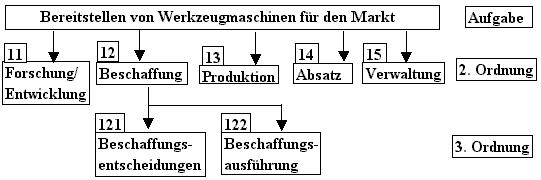 Bereitstellen von Werkzeugmaschinen für den Markt
Aufgabe
11
12
13
14
15
Forschung/
Entwicklung
Beschaffung
Produktion
Absatz
Verwaltung
2. Ordnung
121
122
Beschaffungs-
entscheidungen
Beschaffungs-
ausführung
3. Ordnung